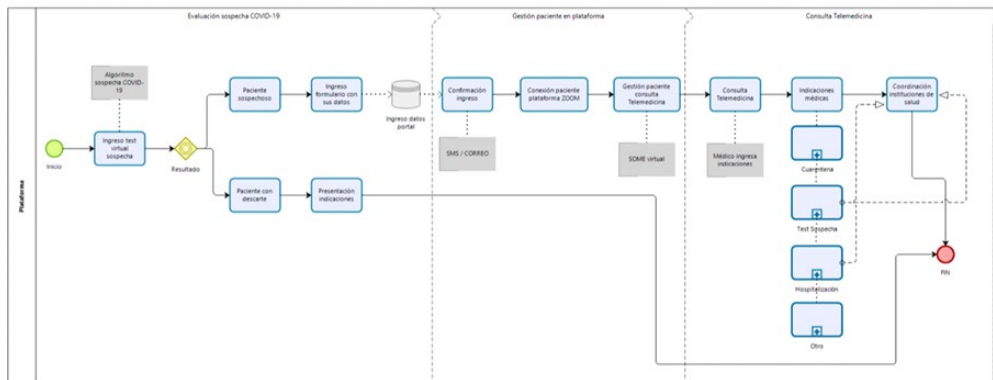 Evaluación sospecha COVID-19
Gestión paciente en plataforma
Consulta Telemedicina
Plataforma
Algoritmo
sospecha COVID-
19
Inicio
Ingreso test
virtual
sospecha
Resultado
Paciente
sospechoso
Ingreso
formulario con
sus datos
Ingreso datos
portal
Confirmación
ingreso
SMS / CORREO
Conexión paciente
plataforma ZOOM
Gestión paciente
consulta
Telemedicina
SOME virtual
Consulta
Telemedicina
Médico ingresa
indicaciones
Indicaciones
médicas
Coordinación
instituciones de
salud
Cuarentena
Test Sospecha
Hospitalización
Otro
Paciente con
descarte
Presentación
indicaciones
FIN